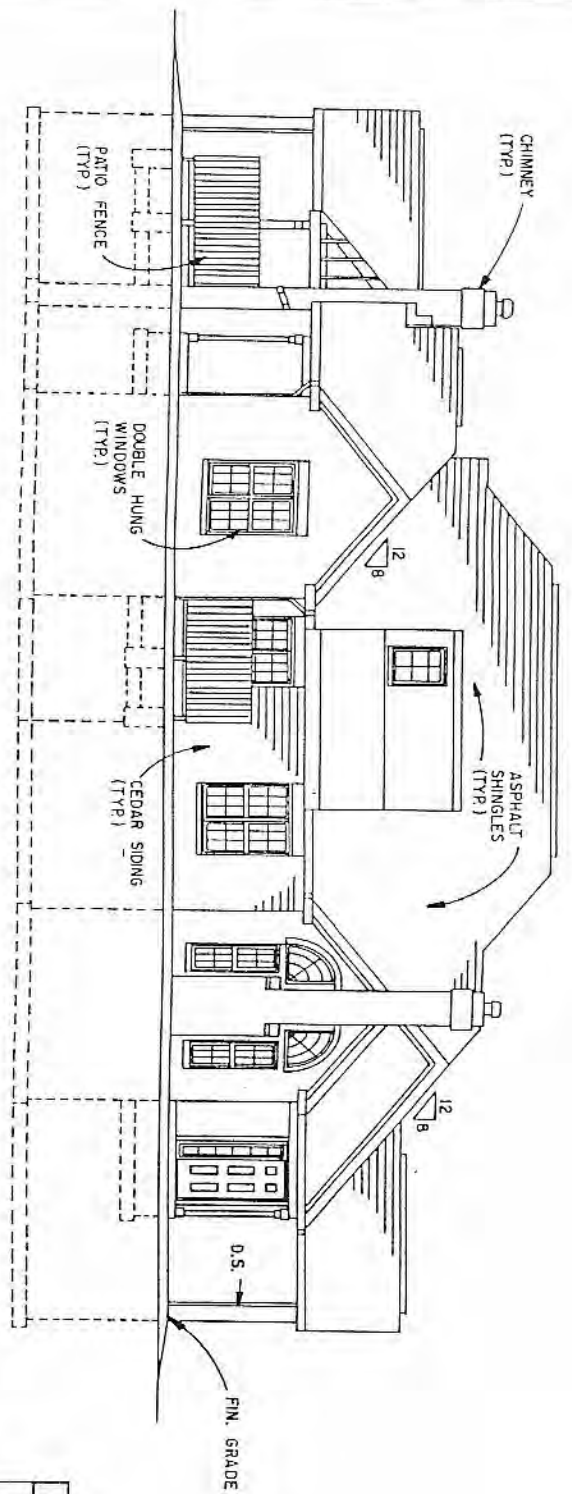 CHIMNEY
(TYP.)
PATIO FENCE
(TYP.)
DOUBLE HUNG
WINDOWS
(TYP.)
12
8
ASPHALT
SHINGLES
(TYP.)
CEDAR SIDING
(TYP.)
12
8
D.S.
FIN. GRADE